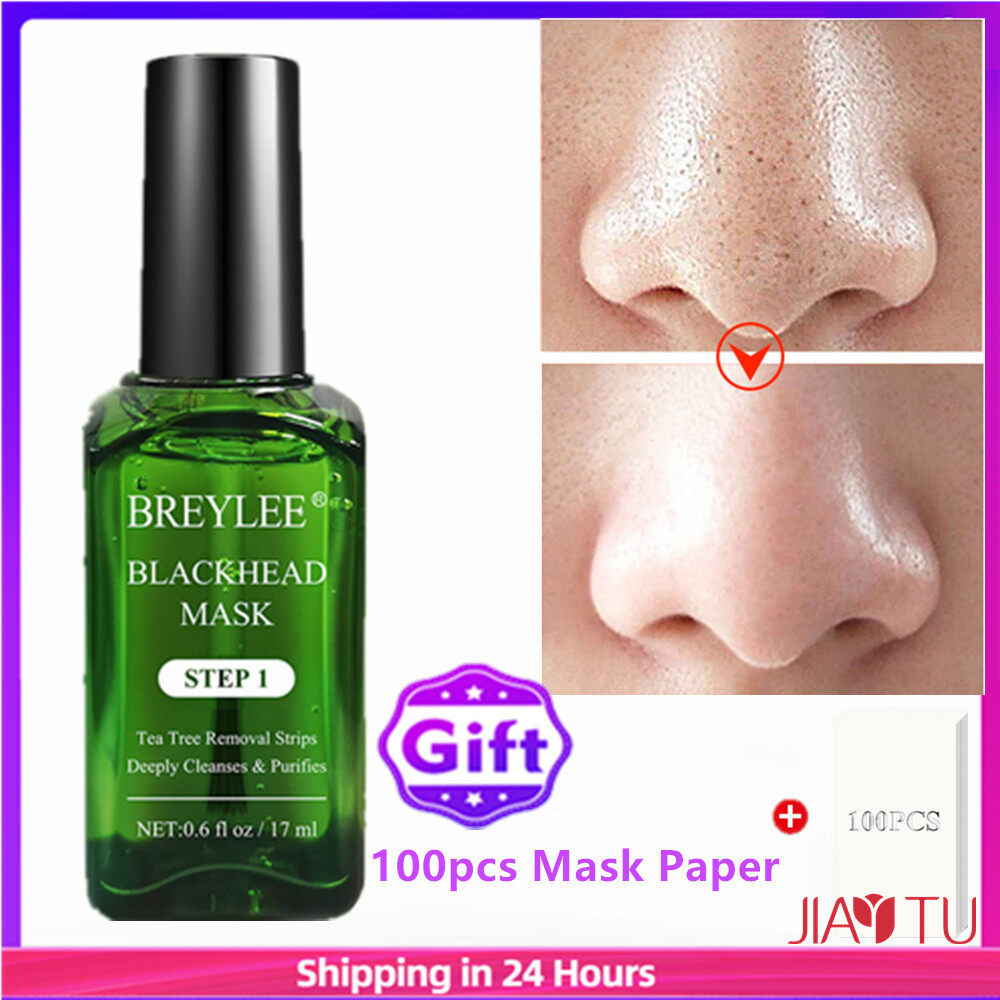 BREYLEE®
BLACKHEAD
MASK
STEP 1
Tea Tree Removal Strips
Deeply Cleanses & Purifies
NET:0.6 fl oz / 17 ml
Gift
100pcs Mask Paper
100PCS
JIAYTU
Shipping in 24 Hours